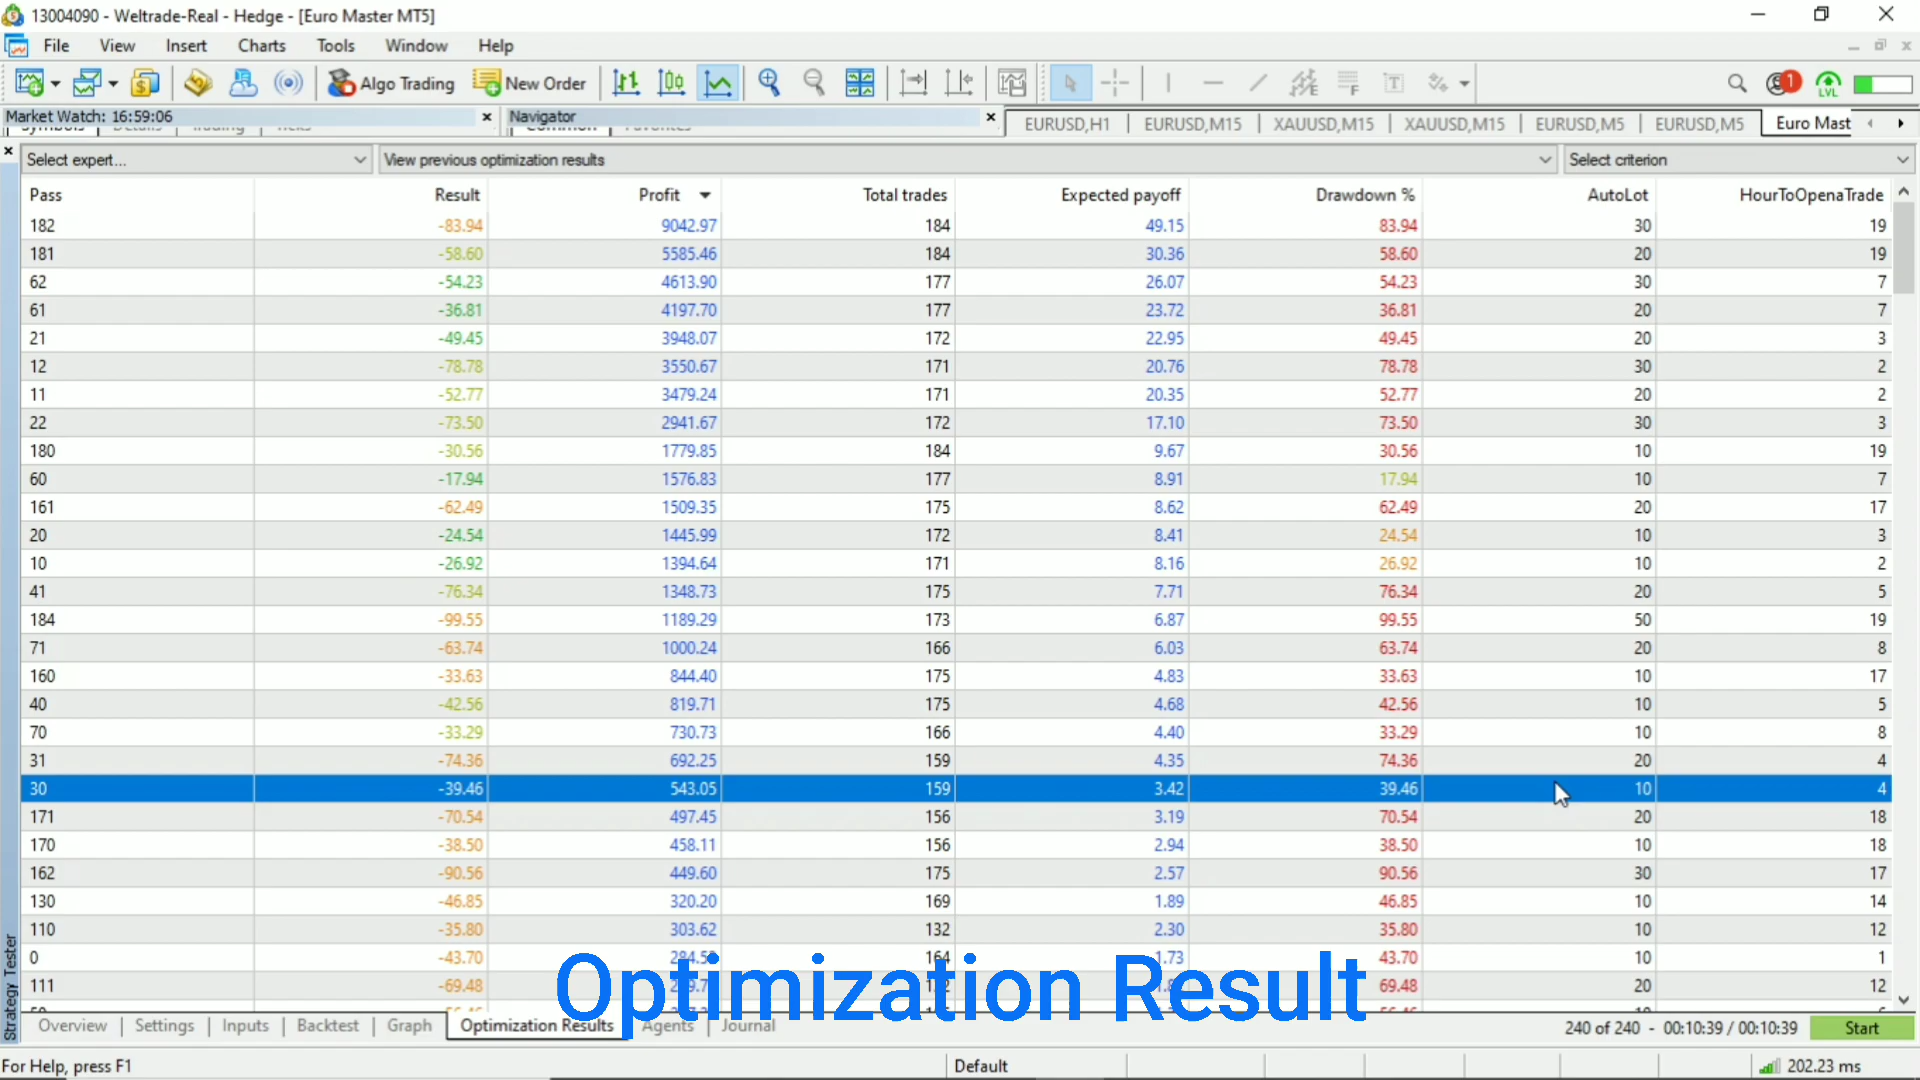 13004090 - Weltrade-Real - Hedge - [Euro Master MT5]
File View Insert Charts Tools Window Help
Algo Trading New Order 1 LVL
Market Watch: 16:59:06 Navigator
Symbols Details Trading Ticks Common Favorites EURUSD,H1 EURUSD,M15 XAUUSD,M15 XAUUSD,M15 EURUSD,M5 EURUSD,M5 Euro Mast
Select expert... View previous optimization results Select criterion
Pass Result Profit Total trades Expected payoff Drawdown % AutoLot HourToOpenaTrade
182 -83.94 9042.97 184 49.15 83.94 30 19
181 -58.60 5585.46 184 30.36 58.60 20 19
62 -54.23 4613.90 177 26.07 54.23 30 7
61 -36.81 4197.70 177 23.72 36.81 20 7
21 -49.45 3948.07 172 22.95 49.45 20 3
12 -78.78 3550.67 171 20.76 78.78 30 2
11 -52.77 3479.24 171 20.35 52.77 20 2
22 -73.50 2941.67 172 17.10 73.50 30 3
180 -30.56 1779.85 184 9.67 30.56 10 19
60 -17.94 1576.83 177 8.91 17.94 10 7
161 -62.49 1509.35 175 8.62 62.49 20 17
20 -24.54 1445.99 172 8.41 24.54 10 3
10 -26.92 1394.64 171 8.16 26.92 10 2
41 -76.34 1348.73 175 7.71 76.34 20 5
184 -99.55 1189.29 173 6.87 99.55 50 19
71 -63.74 1000.24 166 6.03 63.74 20 8
160 -33.63 844.40 175 4.83 33.63 10 17
40 -42.56 819.71 175 4.68 42.56 10 5
70 -33.29 730.73 166 4.40 33.29 10 8
31 -74.36 692.25 159 4.35 74.36 20 4
30 -39.46 543.05 159 3.42 39.46 10 4
171 -70.54 497.45 156 3.19 70.54 20 18
170 -38.50 458.11 156 2.94 38.50 10 18
162 -90.56 449.60 175 2.57 90.56 30 17
130 -46.85 320.20 169 1.89 46.85 10 14
110 -35.80 303.62 132 2.30 35.80 10 12
0 -43.70 164 1.73 43.70 10 1
111 -69.48 69.48 20 12
Optimization Result
Strategy Tester
Overview Settings Inputs Backtest Graph Optimization Results Agents Journal 240 of 240 - 00:10:39 / 00:10:39 Start
For Help, press F1 Default 202.23 ms